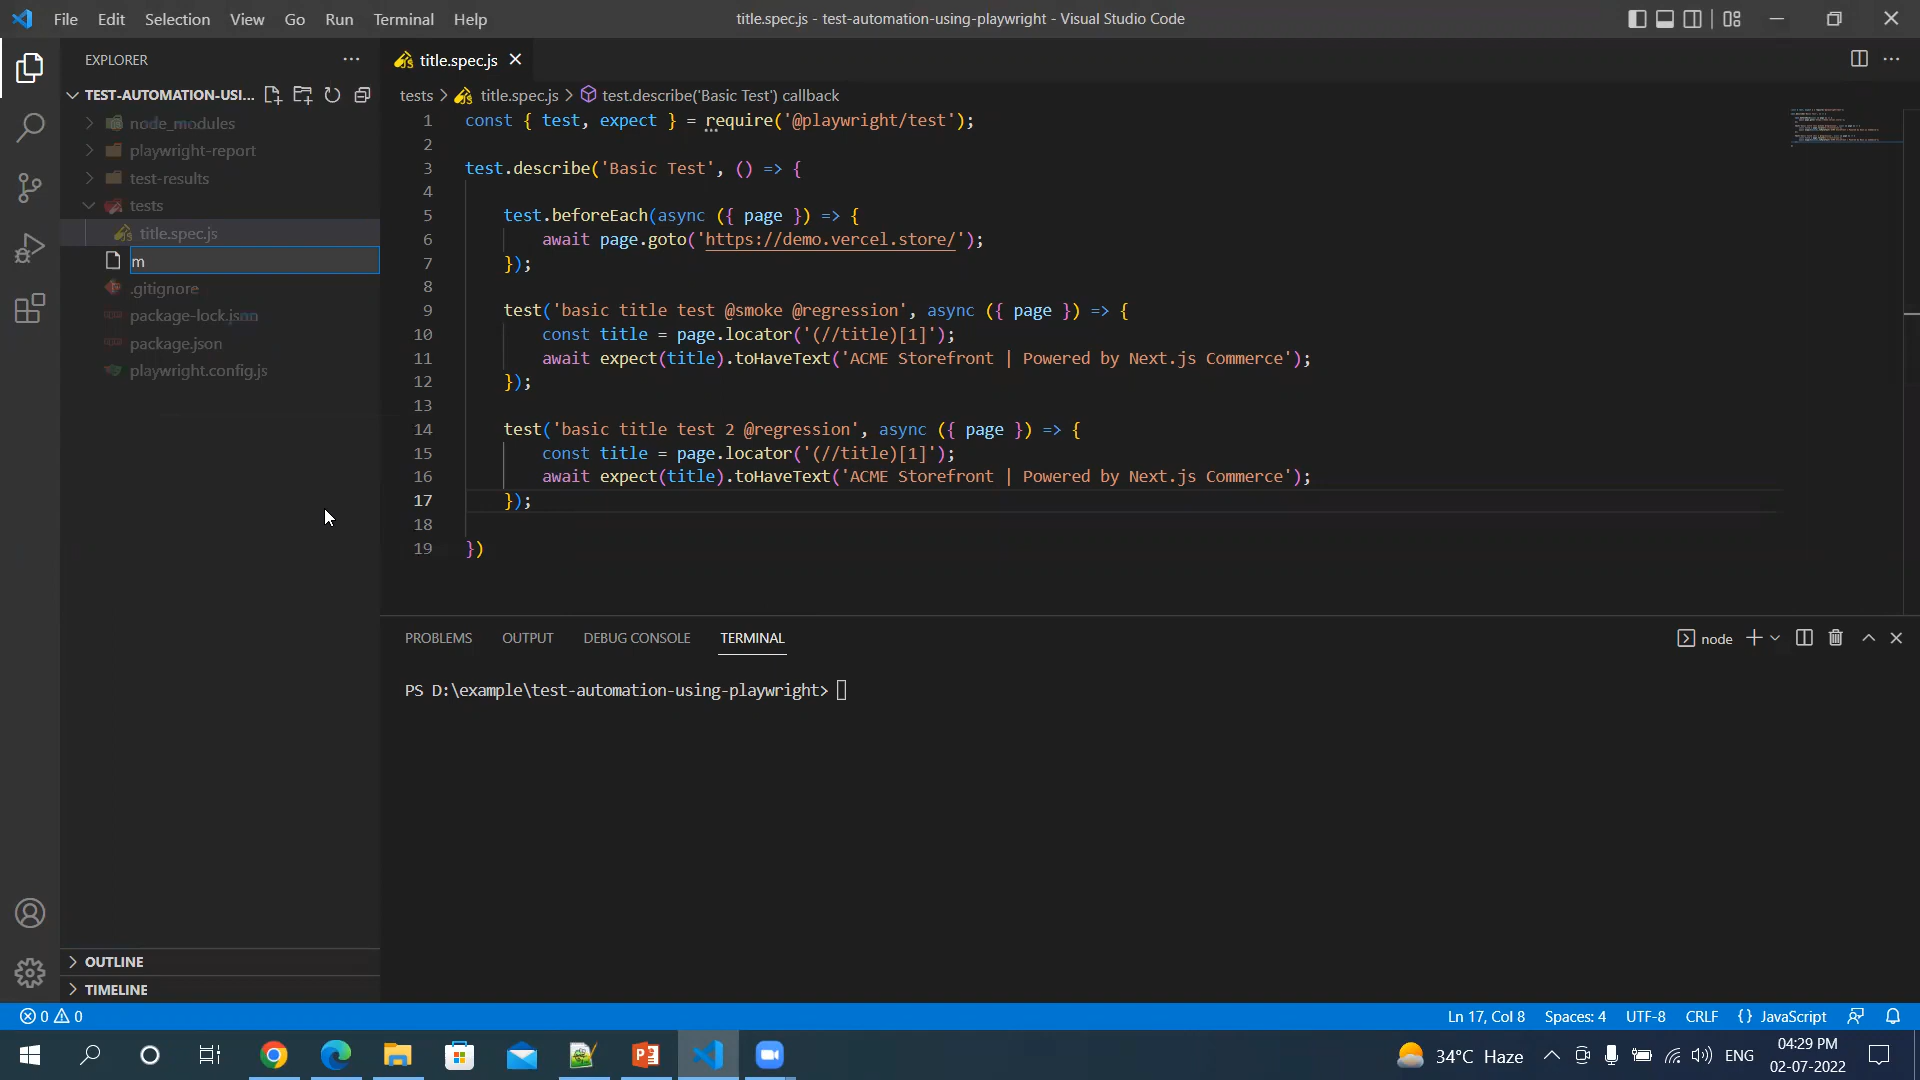 File Edit Selection View Go Run Terminal Help
title.spec.js - test-automation-using-playwright - Visual Studio Code
EXPLORER
TEST-AUTOMATION-USI...
node_modules
playwright-report
test-results
tests
title.spec.js
m
.gitignore
package-lock.json
package.json
playwright.config.js
OUTLINE
TIMELINE
title.spec.js
tests > title.spec.js > test.describe('Basic Test') callback
1 const { test, expect } = require('@playwright/test');
2
3 test.describe('Basic Test', () => {
4
5 test.beforeEach(async ({ page }) => {
6 await page.goto('https://demo.vercel.store/');
7 });
8
9 test('basic title test @smoke @regression', async ({ page }) => {
10 const title = page.locator('(//title)[1]');
11 await expect(title).toHaveText('ACME Storefront | Powered by Next.js Commerce');
12 });
13
14 test('basic title test 2 @regression', async ({ page }) => {
15 const title = page.locator('(//title)[1]');
16 await expect(title).toHaveText('ACME Storefront | Powered by Next.js Commerce');
17 });
18
19 })
PROBLEMS OUTPUT DEBUG CONSOLE TERMINAL
node
PS D:\example\test-automation-using-playwright>
0 0
Ln 17, Col 8 Spaces: 4 UTF-8 CRLF {} JavaScript
34°C Haze
ENG
04:29 PM
02-07-2022